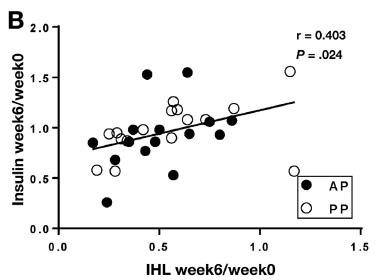 B
r = 0.403
P = .024
Insulin week6/week0
2.0
1.5
1.0
0.5
0.0
0.0 0.5 1.0 1.5
IHL week6/week0
AP
PP